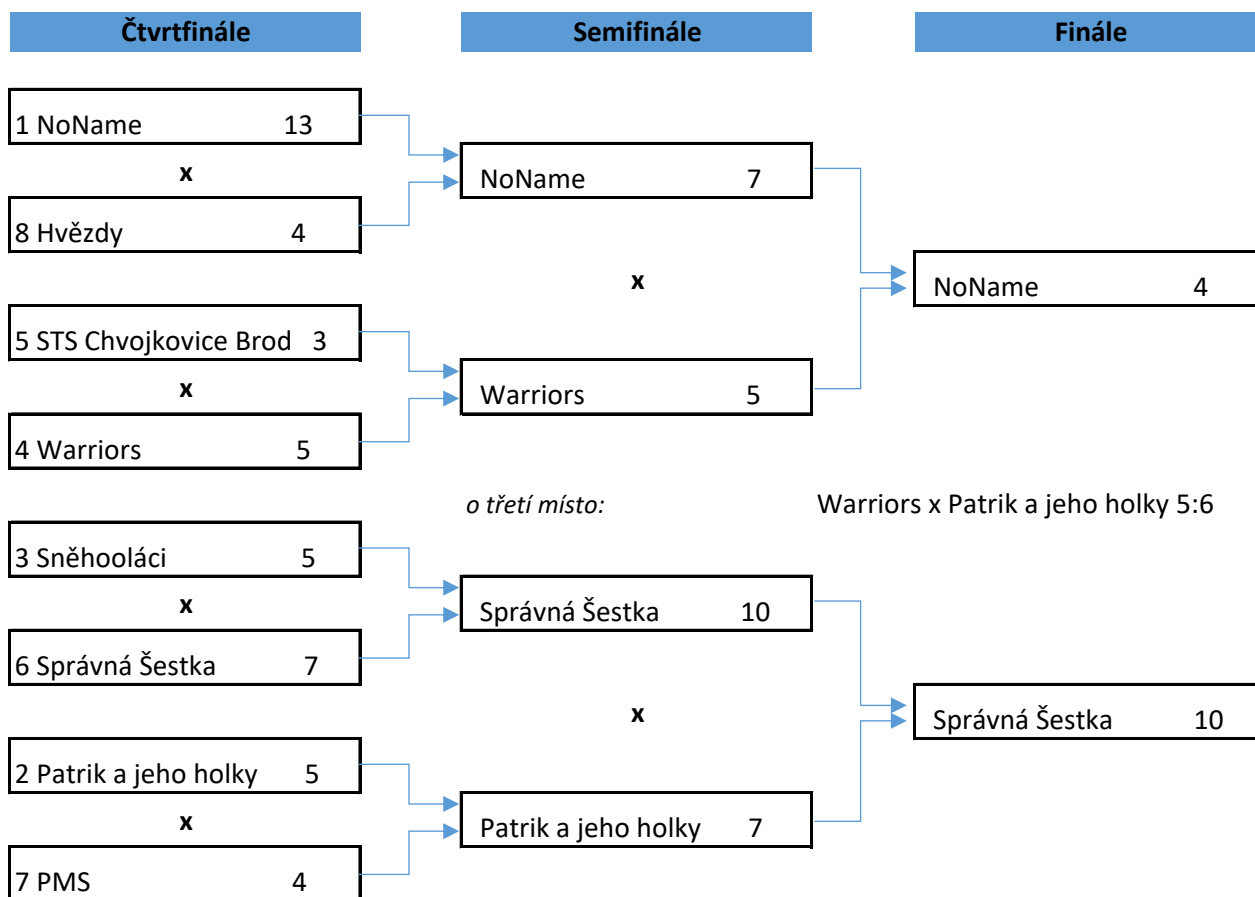 Čtvrtfinále Semifinále Finále
1 NoName 13
x
8 Hvězdy 4
NoName 7
x
NoName 4
5 STS Chvojkovice Brod 3
x
4 Warriors 5
Warriors 5
o třetí místo: Warriors x Patrik a jeho holky 5:6
3 Sněhooláci 5
x
6 Správná Šestka 7
Správná Šestka 10
x
Správná Šestka 10
2 Patrik a jeho holky 5
x
7 PMS 4
Patrik a jeho holky 7